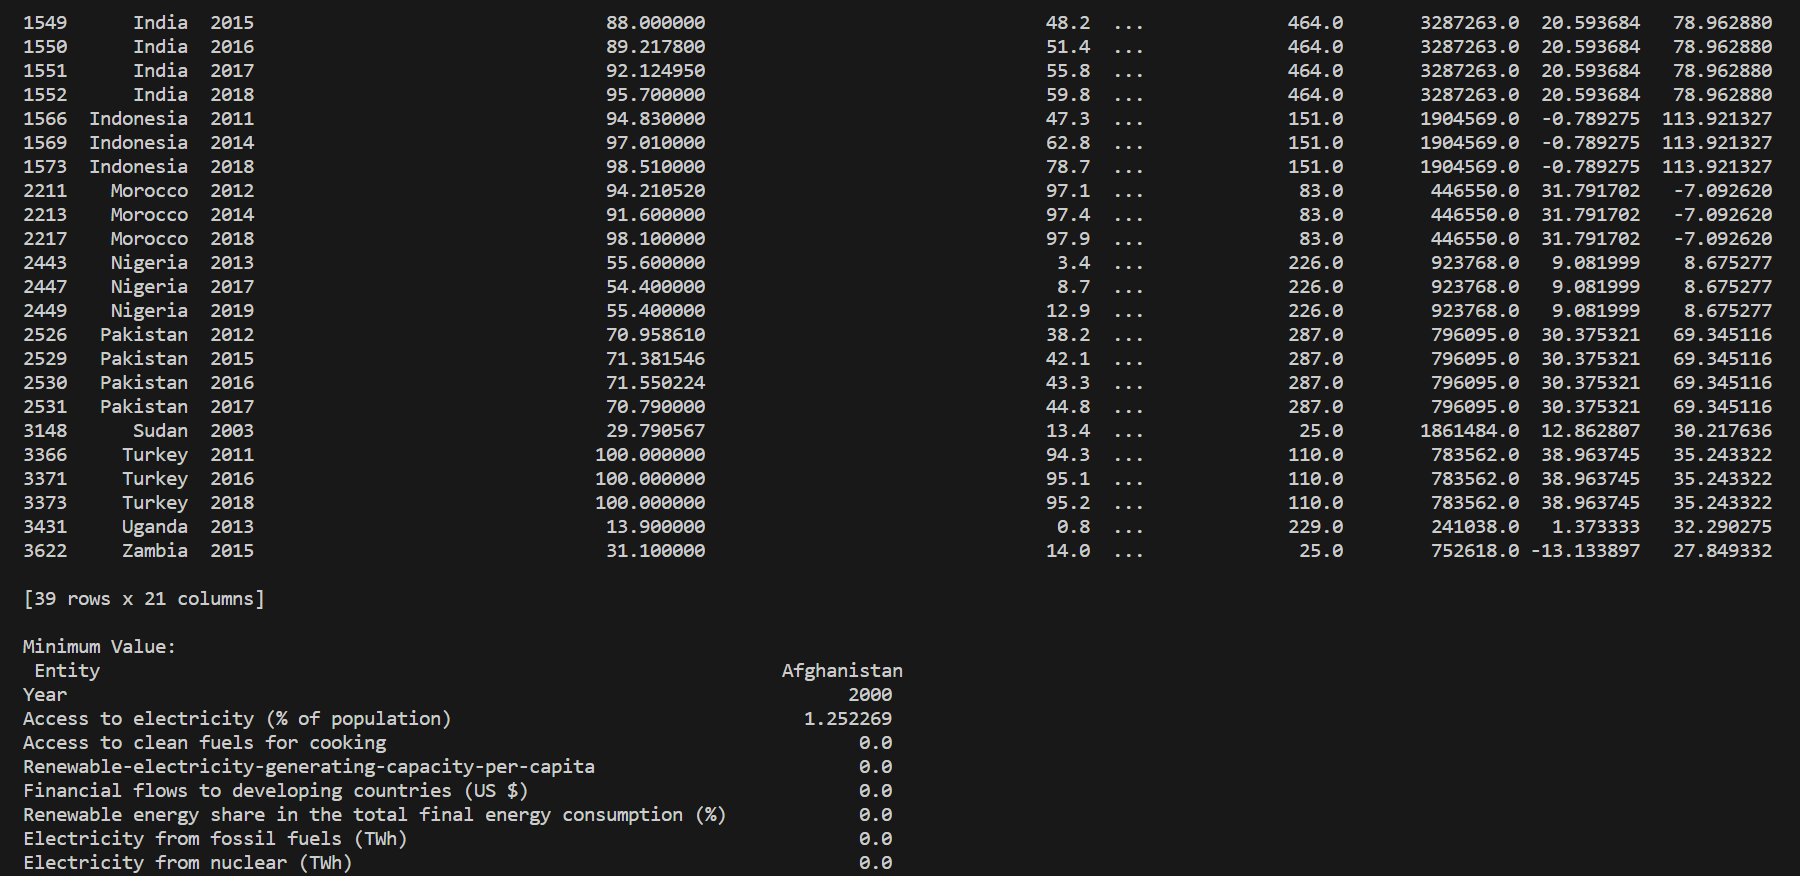 1549      India  2015                                88.000000                               48.2  ...             464.0       3287263.0  20.593684   78.962880
1550      India  2016                                89.217800                               51.4  ...             464.0       3287263.0  20.593684   78.962880
1551      India  2017                                92.124950                               55.8  ...             464.0       3287263.0  20.593684   78.962880
1552      India  2018                                95.700000                               59.8  ...             464.0       3287263.0  20.593684   78.962880
1566  Indonesia  2011                                94.830000                               47.3  ...             151.0       1904569.0  -0.789275  113.921327
1569  Indonesia  2014                                97.010000                               62.8  ...             151.0       1904569.0  -0.789275  113.921327
1573  Indonesia  2018                                98.510000                               78.7  ...             151.0       1904569.0  -0.789275  113.921327
2211    Morocco  2012                                94.210520                               97.1  ...              83.0        446550.0  31.791702   -7.092620
2213    Morocco  2014                                91.600000                               97.4  ...              83.0        446550.0  31.791702   -7.092620
2217    Morocco  2018                                98.100000                               97.9  ...              83.0        446550.0  31.791702   -7.092620
2443    Nigeria  2013                                55.600000                                3.4  ...             226.0        923768.0   9.081999    8.675277
2447    Nigeria  2017                                54.400000                                8.7  ...             226.0        923768.0   9.081999    8.675277
2449    Nigeria  2019                                55.400000                               12.9  ...             226.0        923768.0   9.081999    8.675277
2526   Pakistan  2012                                70.958610                               38.2  ...             287.0        796095.0  30.375321   69.345116
2529   Pakistan  2015                                71.381546                               42.1  ...             287.0        796095.0  30.375321   69.345116
2530   Pakistan  2016                                71.550224                               43.3  ...             287.0        796095.0  30.375321   69.345116
2531   Pakistan  2017                                70.790000                               44.8  ...             287.0        796095.0  30.375321   69.345116
3148      Sudan  2003                                29.790567                               13.4  ...              25.0       1861484.0  12.862807   30.217636
3366     Turkey  2011                               100.000000                               94.3  ...             110.0        783562.0  38.963745   35.243322
3371     Turkey  2016                               100.000000                               95.1  ...             110.0        783562.0  38.963745   35.243322
3373     Turkey  2018                               100.000000                               95.2  ...             110.0        783562.0  38.963745   35.243322
3431     Uganda  2013                                13.900000                                0.8  ...             229.0        241038.0   1.373333   32.290275
3622     Zambia  2015                                31.100000                               14.0  ...              25.0        752618.0 -13.133897   27.849332
[39 rows x 21 columns]
Minimum Value:
 Entity                                                              Afghanistan
Year                                                                       2000
Access to electricity (% of population)                                1.252269
Access to clean fuels for cooking                                           0.0
Renewable-electricity-generating-capacity-per-capita                        0.0
Financial flows to developing countries (US $)                              0.0
Renewable energy share in the total final energy consumption (%)            0.0
Electricity from fossil fuels (TWh)                                         0.0
Electricity from nuclear (TWh)                                              0.0